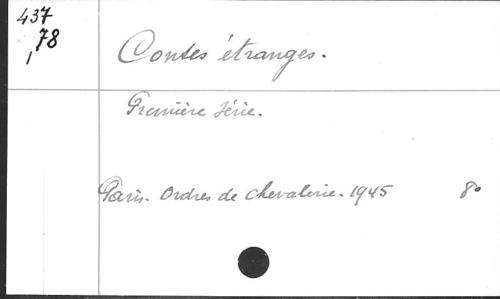 437
78
1
Contes étranges.
Première série.
Paris. Ordres de Chevalerie. 1945 8°